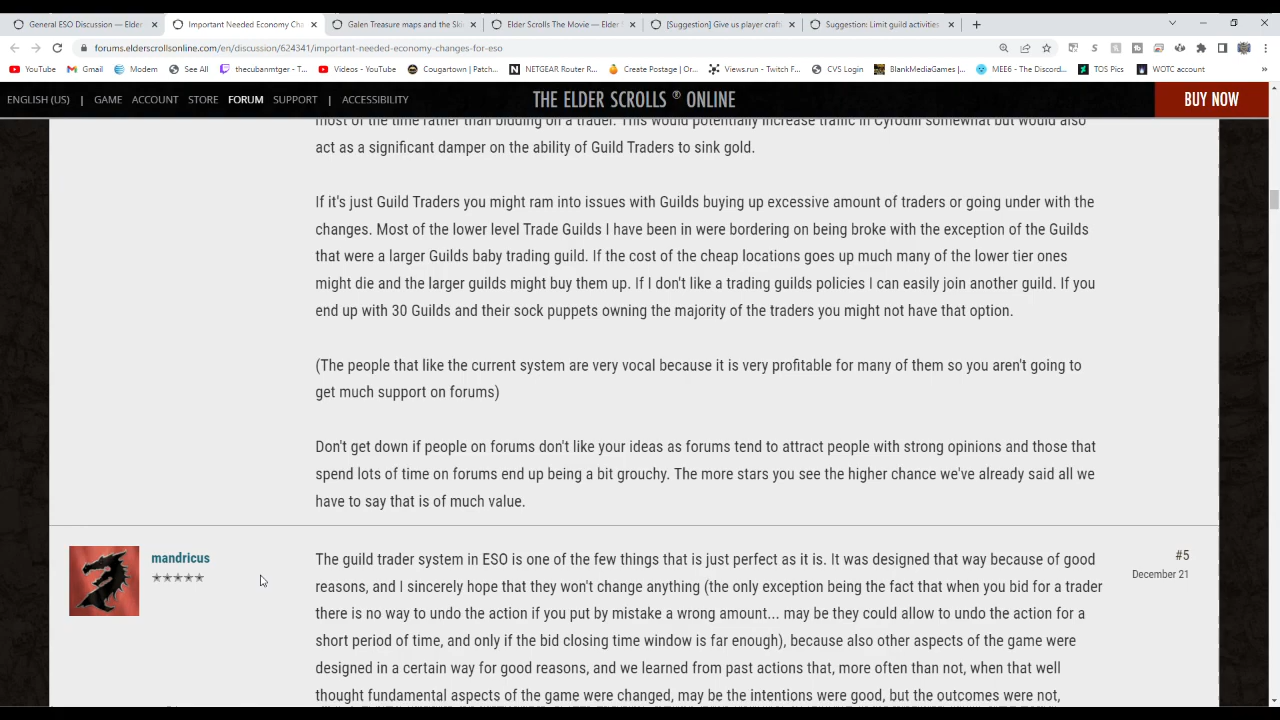 General ESO Discussion — Elder
Important Needed Economy Cha
Galen Treasure maps and the Ski
Elder Scrolls The Movie — Elder
[Suggestion] Give us player craft
Suggestion: Limit guild activities
forums.elderscrollsonline.com/en/discussion/624341/important-needed-economy-changes-for-eso
YouTube
Gmail
Modem
See All
thecubanmtger - T...
Videos - YouTube
Cougartown | Patch...
NETGEAR Router R...
Create Postage | Or...
Views.run - Twitch F...
CVS Login
BlankMediaGames |...
MEE6 - The Discord...
TOS Pics
WOTC account
»
ENGLISH (US) | GAME ACCOUNT STORE FORUM SUPPORT | ACCESSIBILITY
THE ELDER SCROLLS ® ONLINE
BUY NOW
most of the time rather than bidding on a trader. This would potentially increase traffic in Cyrodiil somewhat but would also
act as a significant damper on the ability of Guild Traders to sink gold.
If it's just Guild Traders you might ram into issues with Guilds buying up excessive amount of traders or going under with the
changes. Most of the lower level Trade Guilds I have been in were bordering on being broke with the exception of the Guilds
that were a larger Guilds baby trading guild. If the cost of the cheap locations goes up much many of the lower tier ones
might die and the larger guilds might buy them up. If I don't like a trading guilds policies I can easily join another guild. If you
end up with 30 Guilds and their sock puppets owning the majority of the traders you might not have that option.
(The people that like the current system are very vocal because it is very profitable for many of them so you aren't going to
get much support on forums)
Don't get down if people on forums don't like your ideas as forums tend to attract people with strong opinions and those that
spend lots of time on forums end up being a bit grouchy. The more stars you see the higher chance we've already said all we
have to say that is of much value.
mandricus
#5
December 21
The guild trader system in ESO is one of the few things that is just perfect as it is. It was designed that way because of good
reasons, and I sincerely hope that they won't change anything (the only exception being the fact that when you bid for a trader
there is no way to undo the action if you put by mistake a wrong amount... may be they could allow to undo the action for a
short period of time, and only if the bid closing time window is far enough), because also other aspects of the game were
designed in a certain way for good reasons, and we learned from past actions that, more often than not, when that well
thought fundamental aspects of the game were changed, may be the intentions were good, but the outcomes were not,